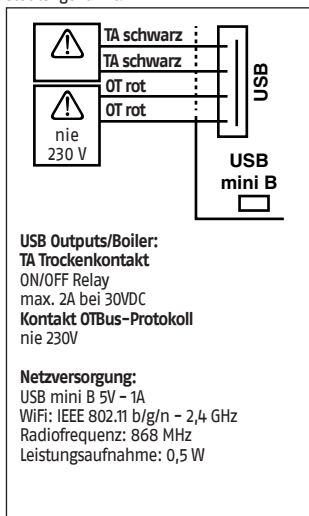 TA schwarz
TA schwarz
OT rot
OT rot
nie
230 V
USB
USB
mini B
USB Outputs/Boiler:
TA Trockenkontakt
ON/OFF Relay
max. 2A bei 30VDC
Kontakt OTBus-Protokoll
nie 230V
Netzversorgung:
USB mini B 5V - 1A
WiFi: IEEE 802.11 b/g/n - 2,4 GHz
Radiofrequenz: 868 MHz
Leistungsaufnahme: 0,5 W